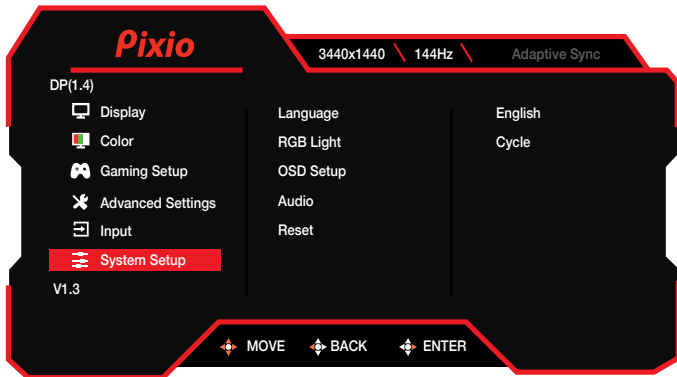 Pixio
3440x1440 \ 144Hz \ Adaptive Sync
DP(1.4)
Display
Color
Gaming Setup
Advanced Settings
Input
System Setup
V1.3
Language
RGB Light
OSD Setup
Audio
Reset
English
Cycle
MOVE BACK ENTER